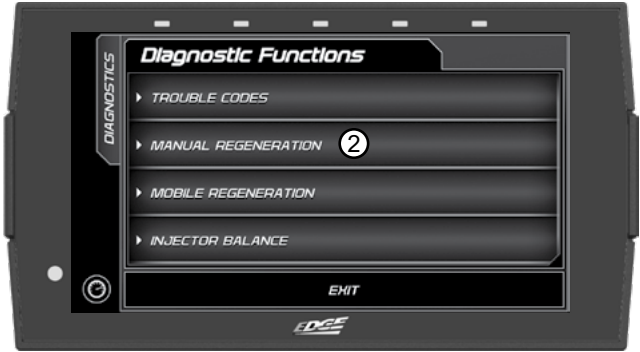 DIAGNOSTICS
Diagnostic Functions
TROUBLE CODES
MANUAL REGENERATION 2
MOBILE REGENERATION
INJECTOR BALANCE
EXIT
EDGE